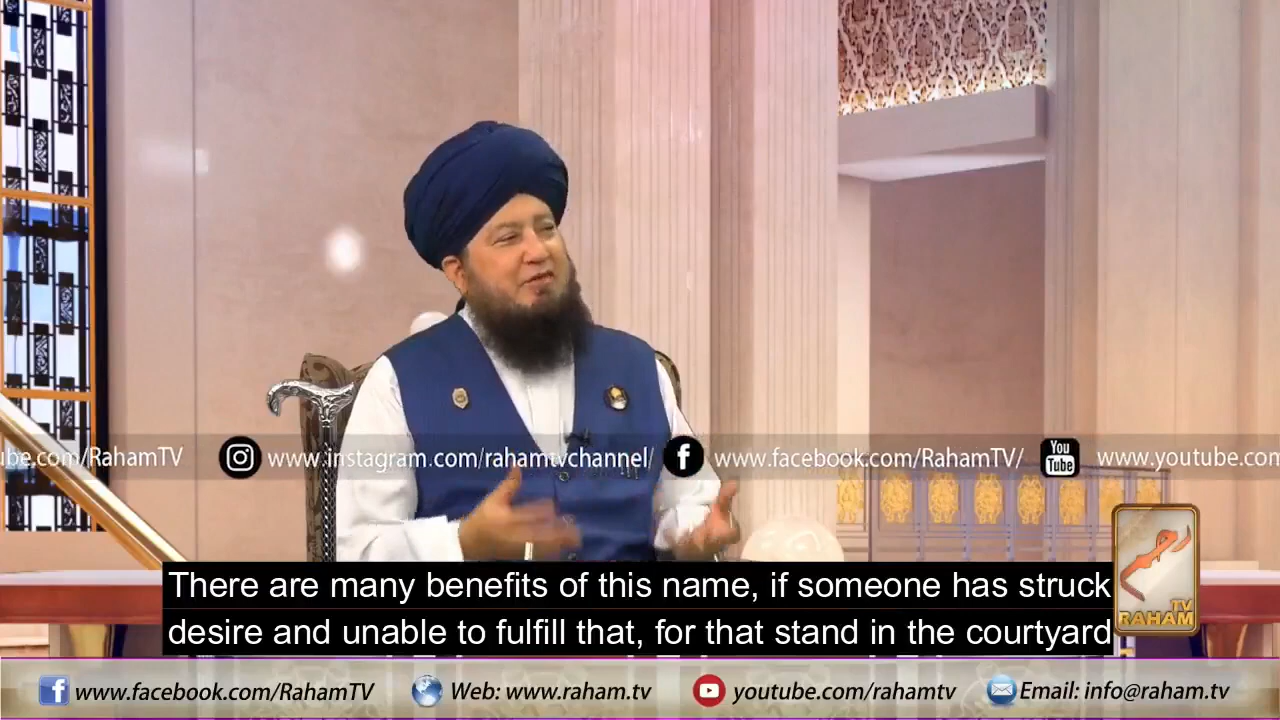 ube.com/RahamTV www.instagram.com/rahamtvchannel/ www.facebook.com/RahamTV/ You Tube www.youtube.com
رحم
TV
RAHAM
There are many benefits of this name, if someone has struck
desire and unable to fulfill that, for that stand in the courtyard
www.facebook.com/RahamTV Web: www.raham.tv youtube.com/rahamtv Email: info@raham.tv